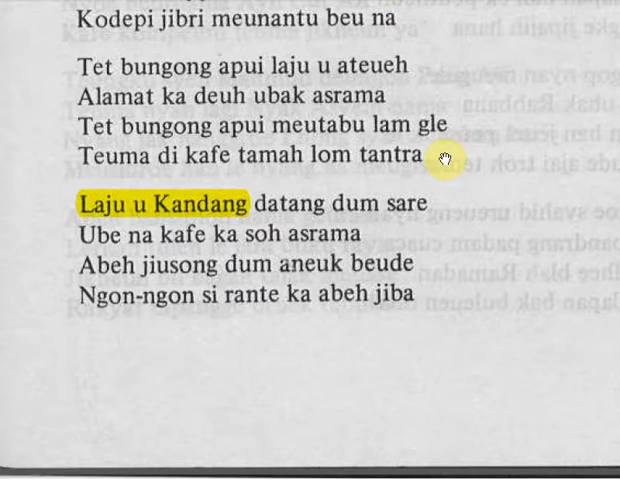 Kodepi jibri meunantu beu na
Tet bungong apui laju u ateueh
Alamat ka deuh ubak asrama
Tet bungong apui meutabu lam gle
Teuma di kafe tamah lom tantra
Laju u Kandang datang dum sare
Ube na kafe ka soh asrama
Abeh jiusong dum aneuk beude
Ngon-ngon si rante ka abeh jiba